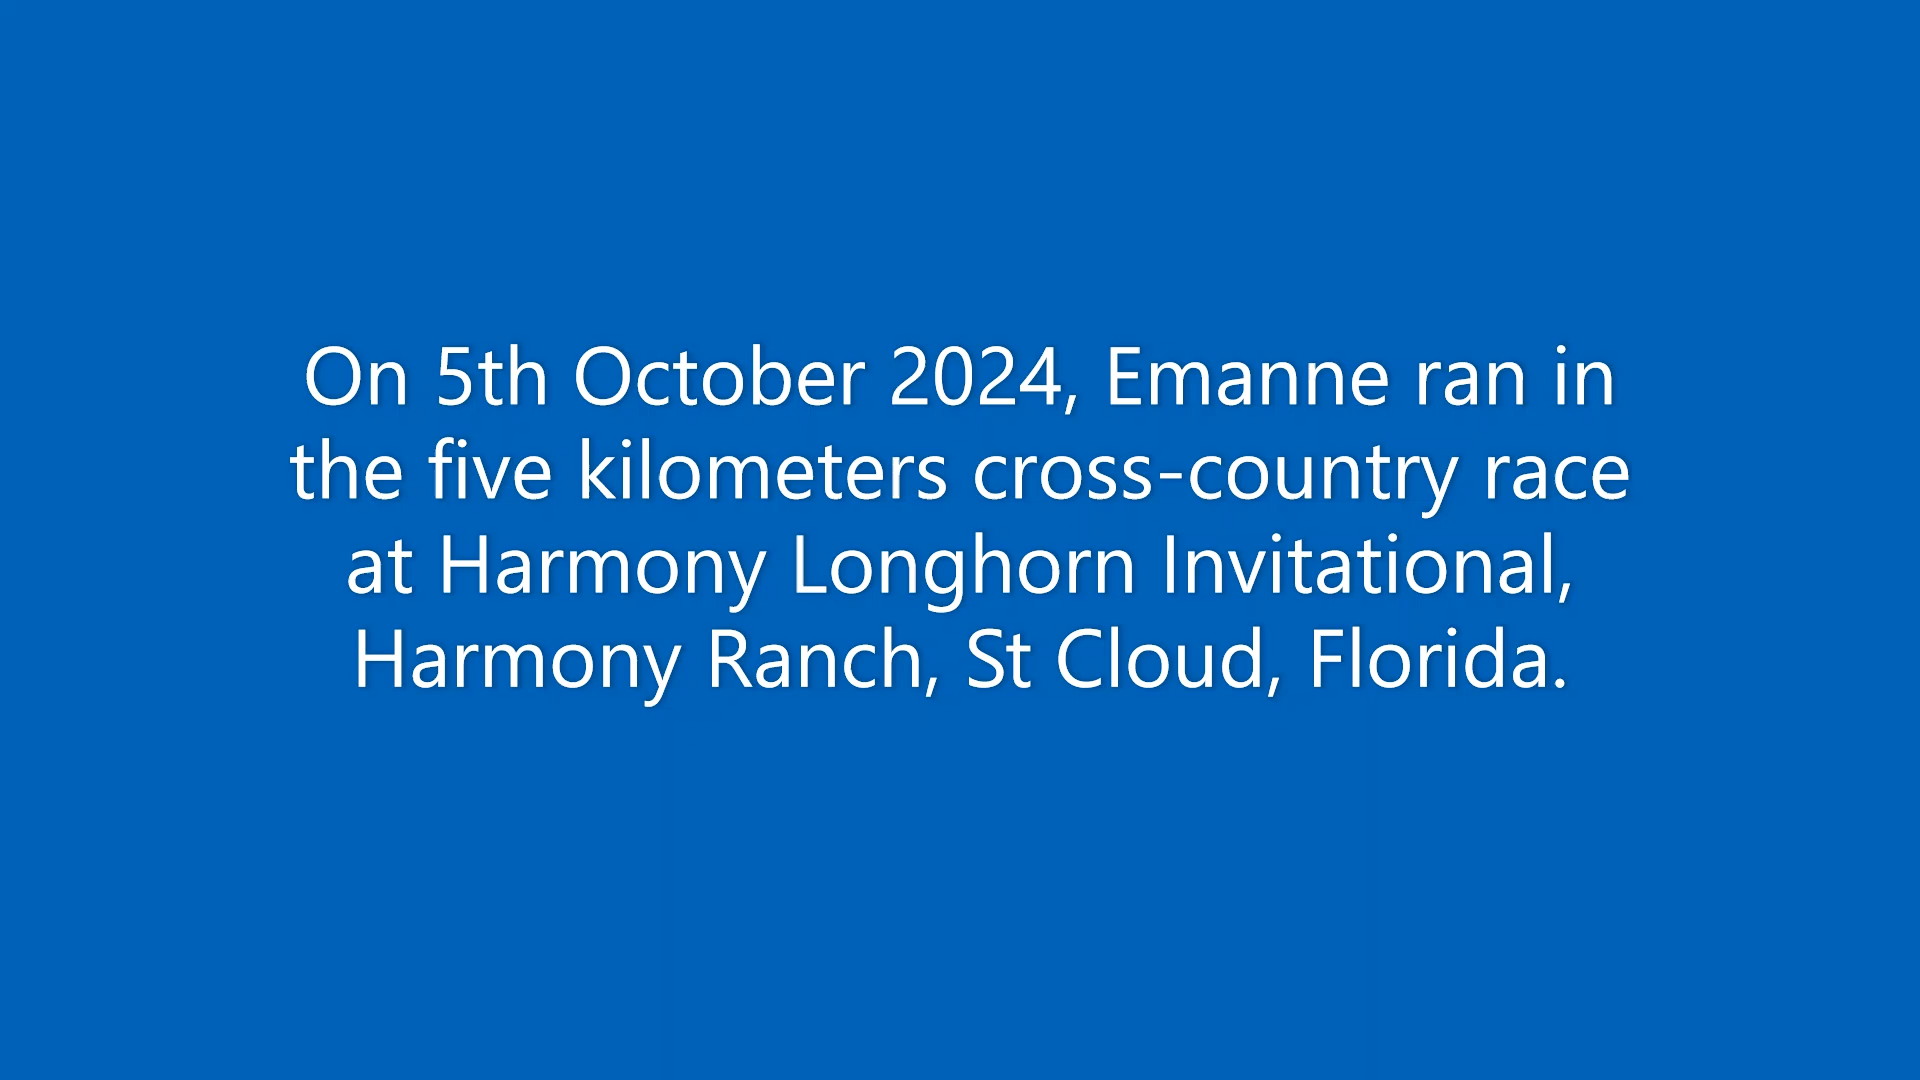 On 5th October 2024, Emanne ran in
the five kilometers cross-country race
at Harmony Longhorn Invitational,
Harmony Ranch, St Cloud, Florida.